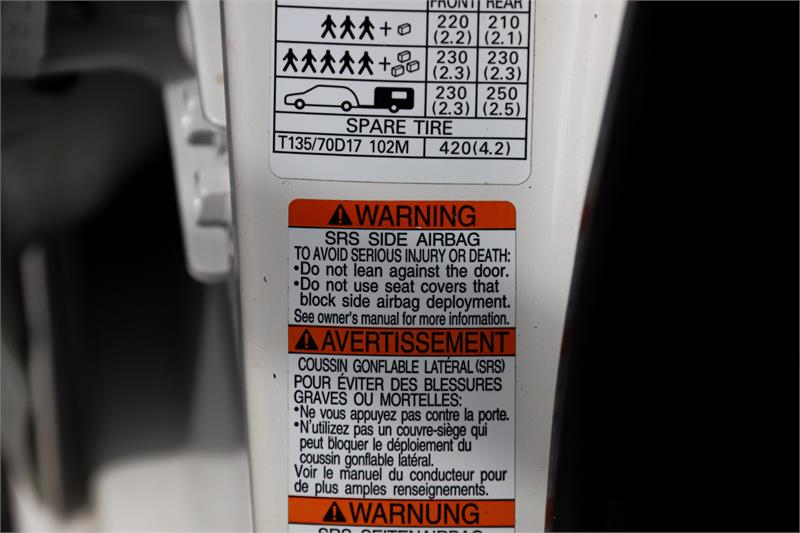 FRONT REAR
+ 220 210
(2.2) (2.1)
+ 230 230
(2.3) (2.3)
230 250
(2.3) (2.5)
SPARE TIRE
T135/70D17 102M 420(4.2)
WARNING
SRS SIDE AIRBAG
TO AVOID SERIOUS INJURY OR DEATH:
•Do not lean against the door.
•Do not use seat covers that
block side airbag deployment.
See owner's manual for more information.
AVERTISSEMENT
COUSSIN GONFLABLE LATÉRAL (SRS)
POUR ÉVITER DES BLESSURES
GRAVES OU MORTELLES:
•Ne vous appuyez pas contre la porte.
•N'utilizez pas un couvre-siège qui
peut bloquer le déploiement du
coussin gonflable latéral.
Voir le manuel du conducteur pour
de plus amples renseignements.
WARNUNG
SRS SEITENAIRBAG